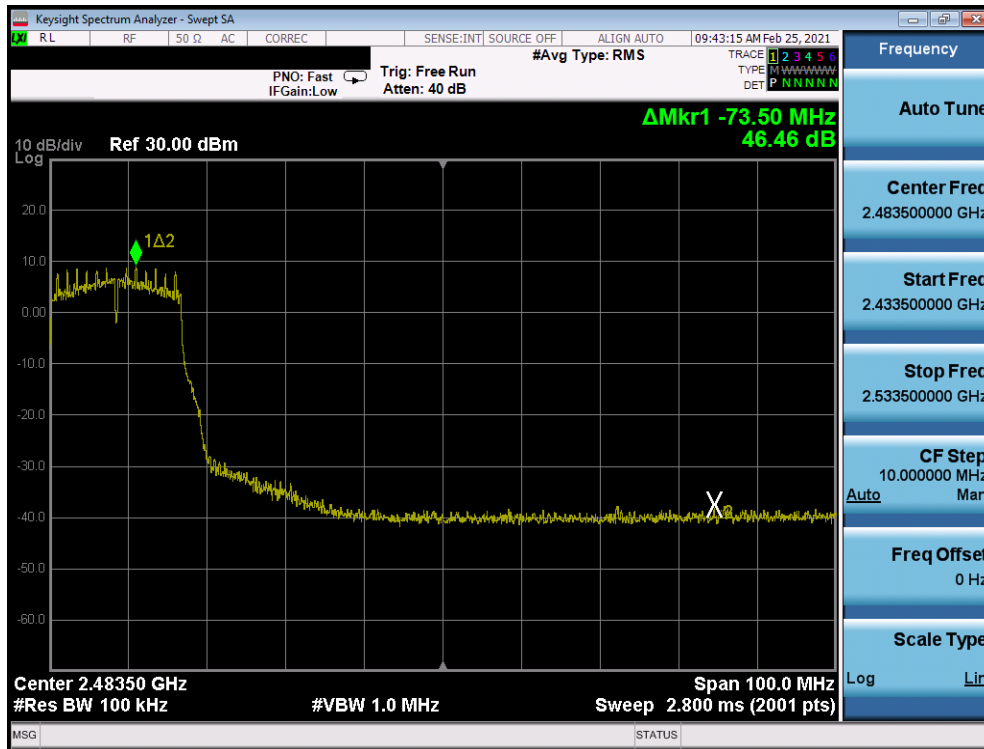 Keysight Spectrum Analyzer - Swept SA
LXI RL RF 50 Ω AC CORREC SENSE:INT SOURCE OFF ALIGN AUTO 09:43:15 AM Feb 25, 2021
#Avg Type: RMS
TRACE 1 2 3 4 5 6
TYPE M W W W W W
DET P N N N N N
PNO: Fast
IFGain:Low
Trig: Free Run
Atten: 40 dB
ΔMkr1 -73.50 MHz
46.46 dB
10 dB/div
Log
Ref 30.00 dBm
20.0
10.0
0.00
-10.0
-20.0
-30.0
-40.0
-50.0
-60.0
1Δ2
X2
Center 2.48350 GHz
Span 100.0 MHz
#Res BW 100 kHz
#VBW 1.0 MHz
Sweep 2.800 ms (2001 pts)
MSG
STATUS
Frequency
Auto Tune
Center Freq
2.483500000 GHz
Start Freq
2.433500000 GHz
Stop Freq
2.533500000 GHz
CF Step
10.000000 MHz
Auto Man
Freq Offset
0 Hz
Scale Type
Log Lin